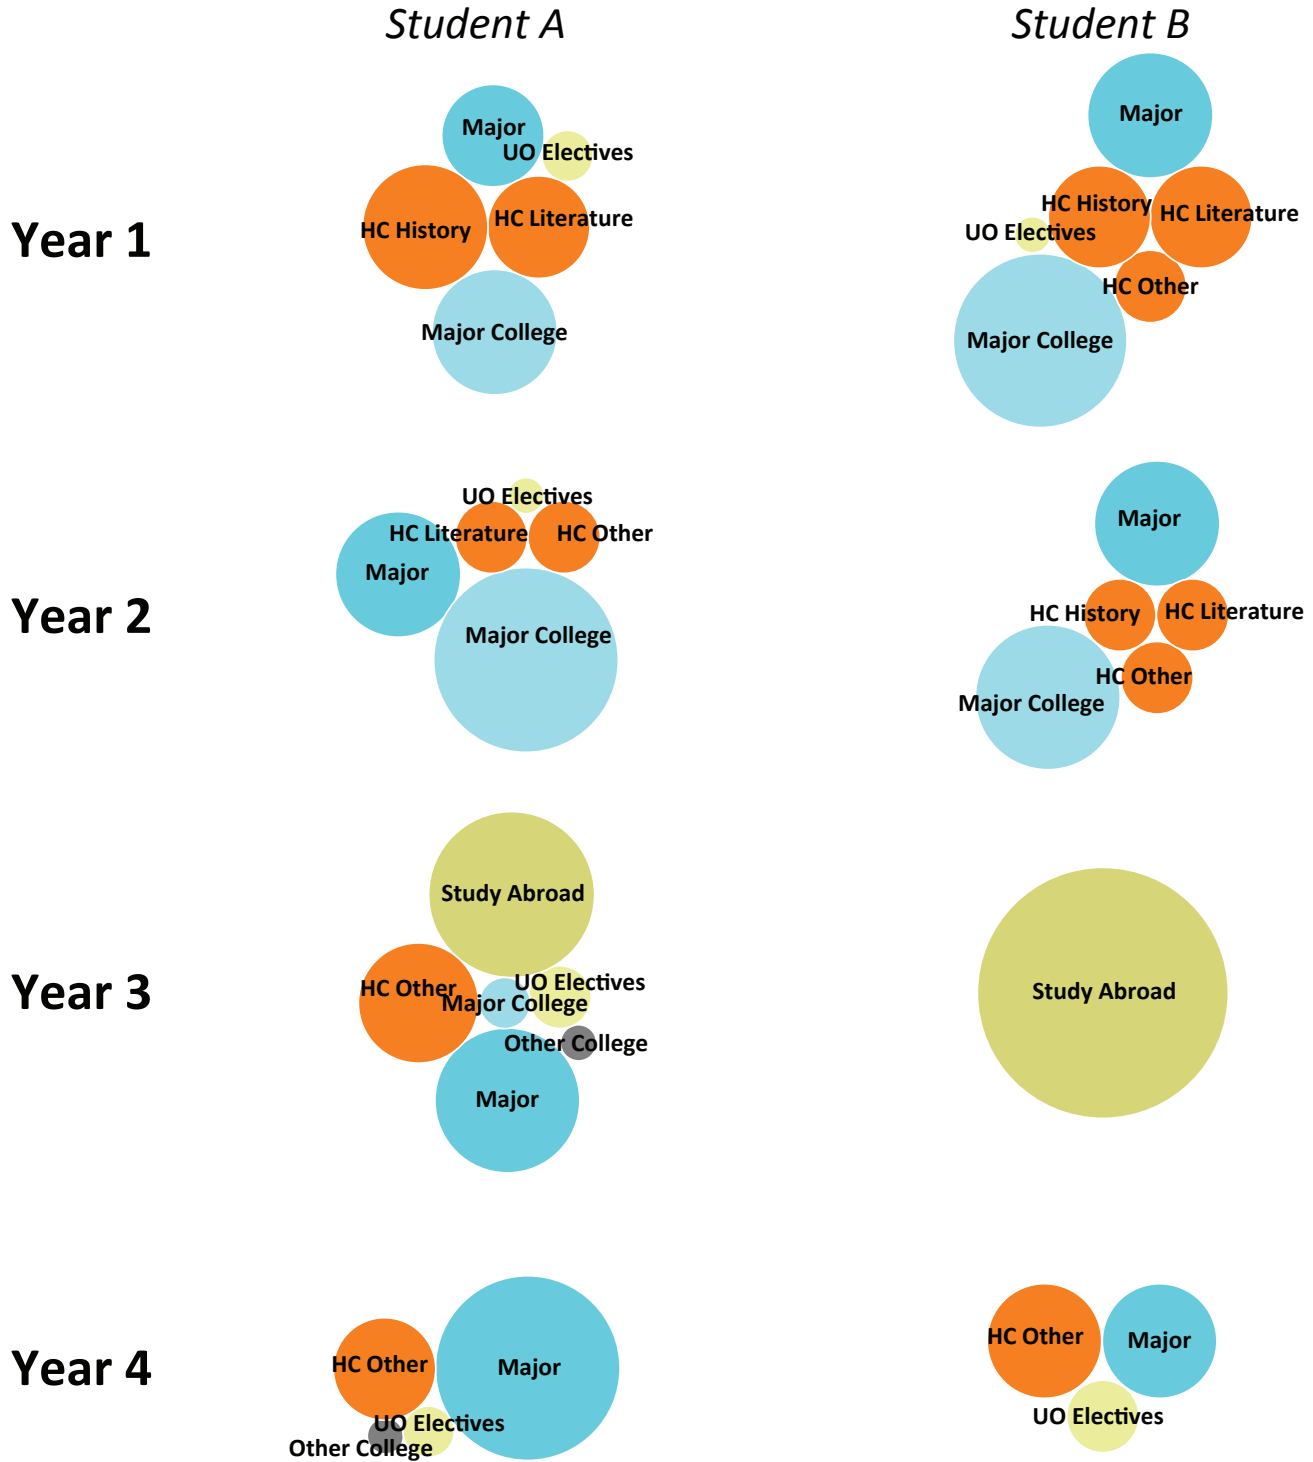 Student A
Student B
Year 1
Major
UO Electives
HC History
HC Literature
Major College
Major
HC History
HC Literature
UO Electives
HC Other
Major College
Year 2
UO Electives
HC Literature
HC Other
Major
Major College
Major
HC History
HC Literature
HC Other
Major College
Year 3
Study Abroad
UO Electives
HC Other
Major College
Other College
Major
Study Abroad
Year 4
HC Other
Major
UO Electives
Other College
HC Other
Major
UO Electives